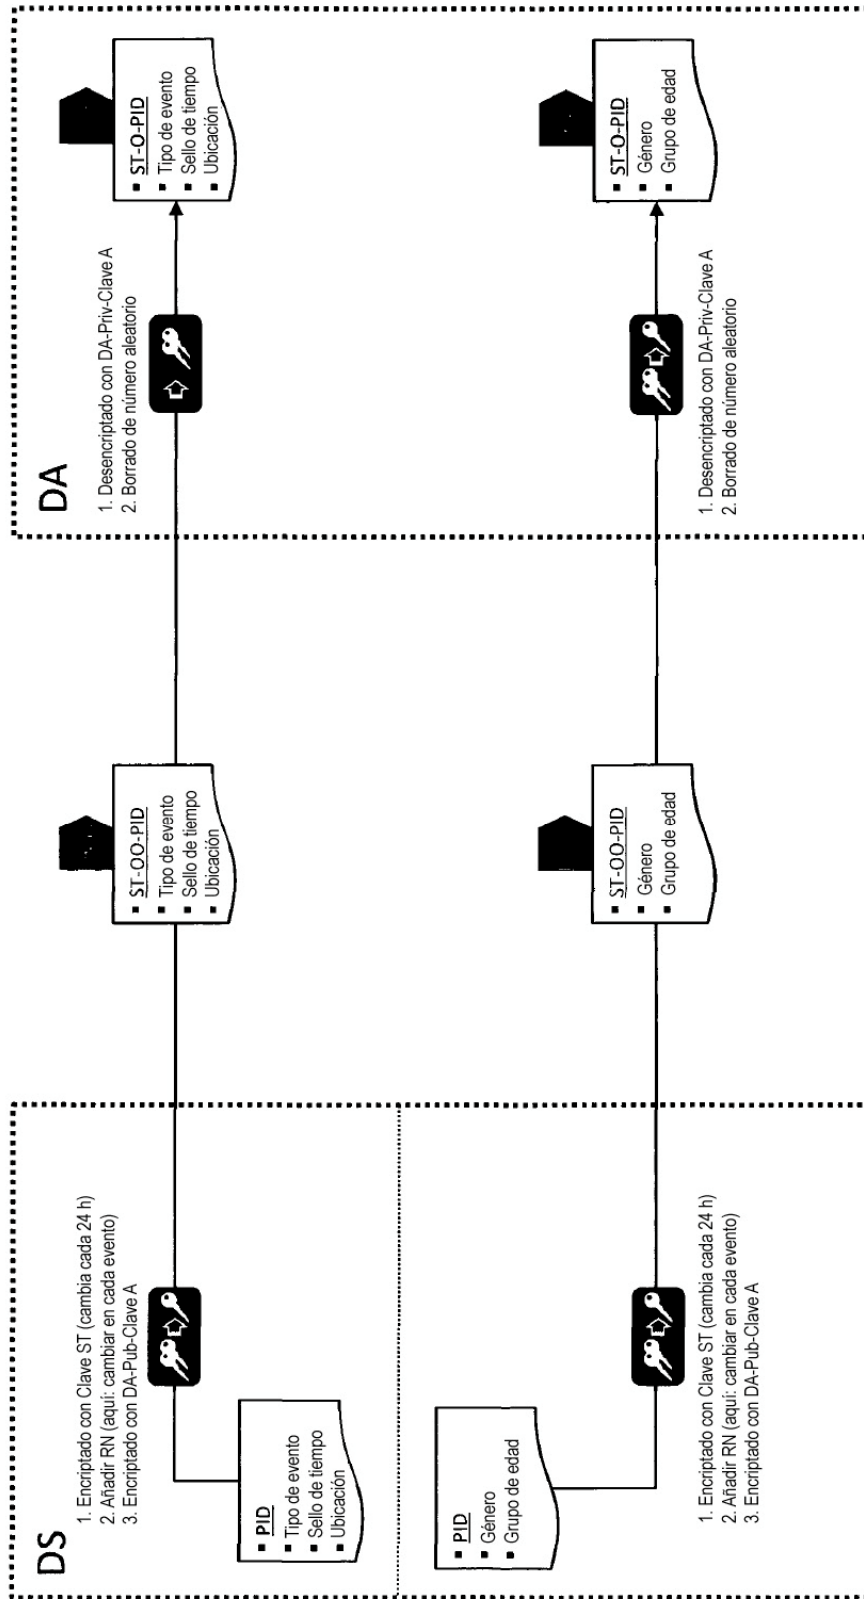 DS
1. Encriptado con Clave ST (cambia cada 24 h)
2. Añadir RN (aquí: cambiar en cada evento)
3. Encriptado con DA-Pub-Clave A
▪ PID
▪ Tipo de evento
▪ Sello de tiempo
▪ Ubicación
▪ ST-OO-PID
▪ Tipo de evento
▪ Sello de tiempo
▪ Ubicación
DA
1. Desencriptado con DA-Priv-Clave A
2. Borrado de número aleatorio
▪ ST-O-PID
▪ Tipo de evento
▪ Sello de tiempo
▪ Ubicación
▪ PID
▪ Género
▪ Grupo de edad
1. Encriptado con Clave ST (cambia cada 24 h)
2. Añadir RN (aquí: cambiar en cada evento)
3. Encriptado con DA-Pub-Clave A
▪ ST-OO-PID
▪ Género
▪ Grupo de edad
1. Desencriptado con DA-Priv-Clave A
2. Borrado de número aleatorio
▪ ST-O-PID
▪ Género
▪ Grupo de edad